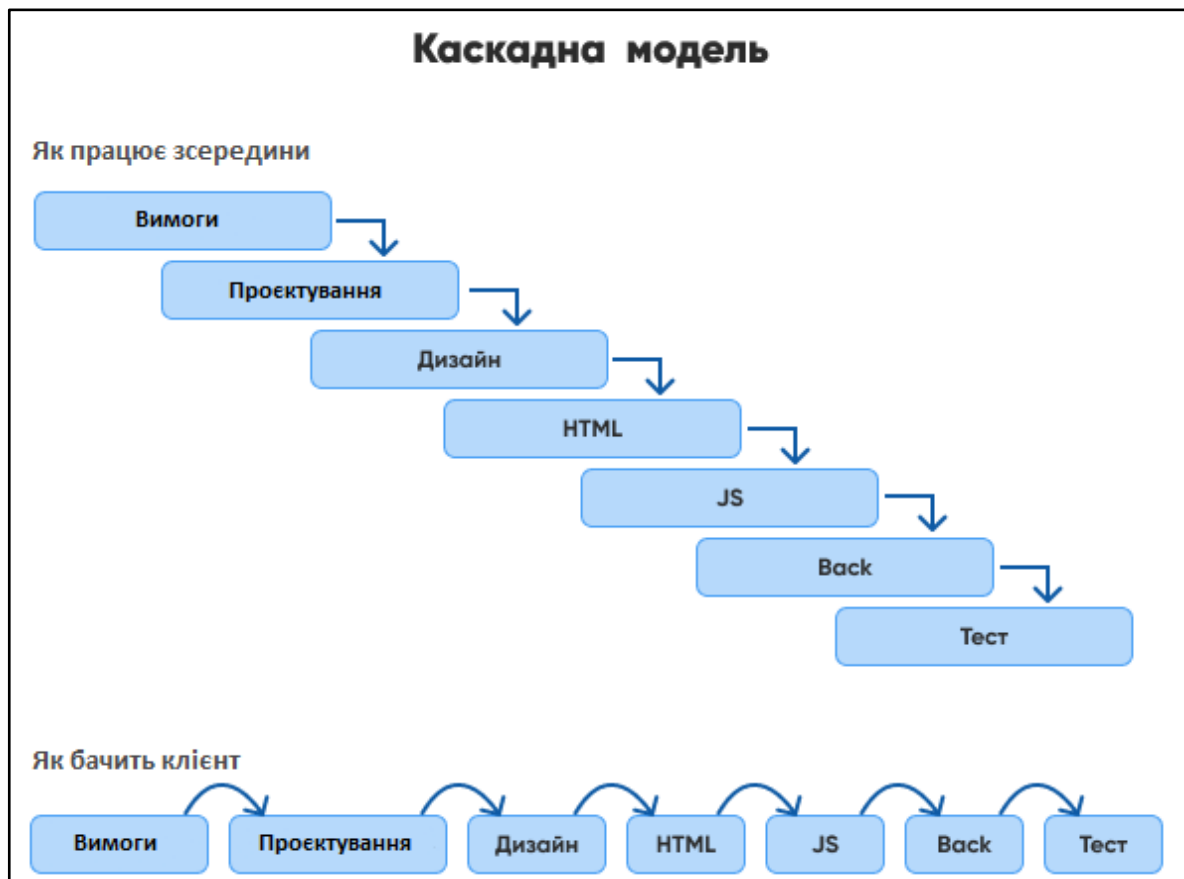 Каскадна модель
Як працює зсередини
Вимоги
Проєктування
Дизайн
HTML
JS
Back
Тест
Як бачить клієнт
Вимоги Проєктування Дизайн HTML JS Back Тест